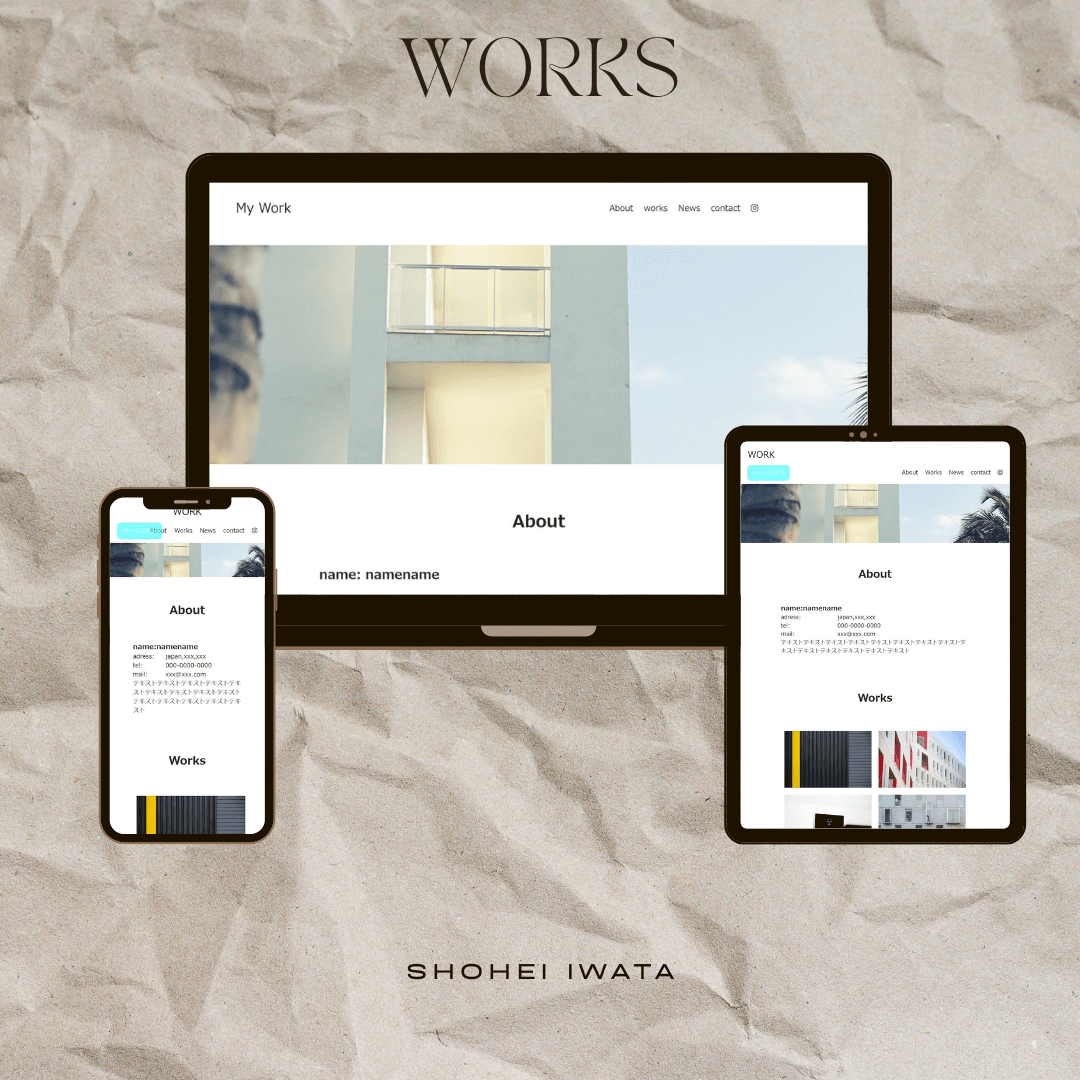 WORKS
My Work
About works News contact
About
name: namename
WORK
About Works News contact
About
name:namename
adress: japan,xxx,xxx
tel: 000-0000-0000
mail: xxx@xxx.com
テキストテキストテキストテキストテキ
ストテキストテキストテキストテキスト
テキストテキストテキストテキストテキ
スト
Works
WORK
About Works News contact
About
name:namename
adress: japan,xxx,xxx
tel: 000-0000-0000
mail: xxx@xxx.com
テキストテキストテキストテキストテキストテキストテキストテキストテ
キストテキストテキストテキストテキストテキスト
Works
SHOHEI IWATA